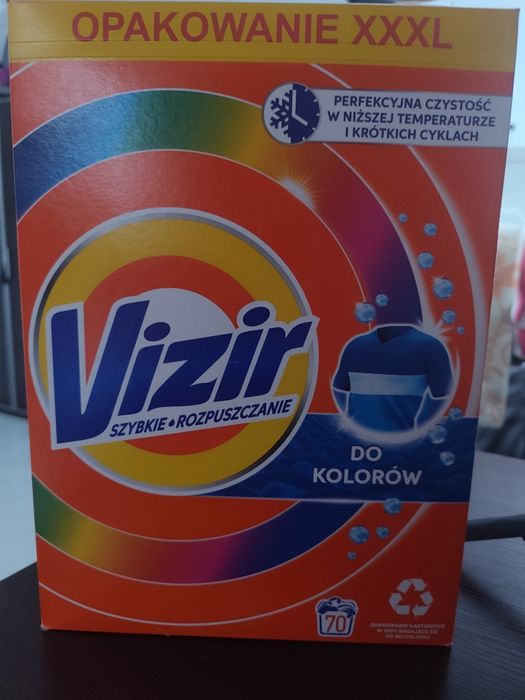 OPAKOWANIE XXXL
PERFEKCYJNA CZYSTOŚĆ
W NIŻSZEJ TEMPERATURZE
I KRÓTKICH CYKLACH
Vizir
SZYBKIE • ROZPUSZCZANIE
DO
KOLORÓW
70
OPAKOWANIE KARTONOWE
W 100% NADAJĄCE SIĘ
DO RECYKLINGU